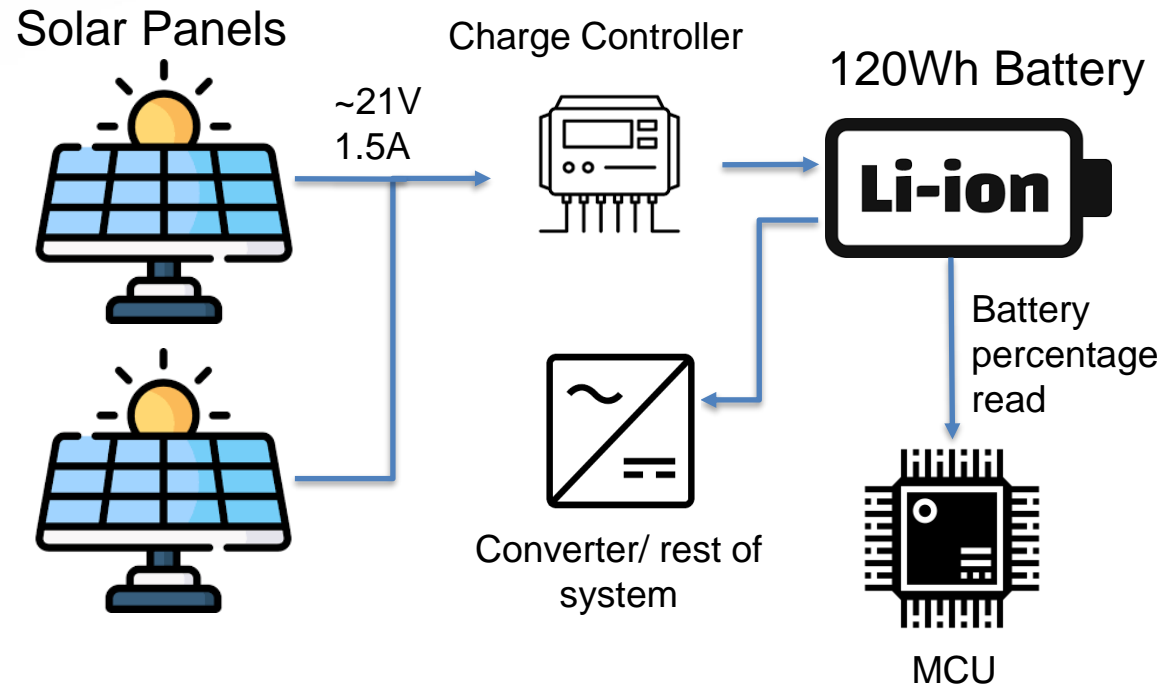 Solar Panels
Charge Controller
120Wh Battery
~21V
1.5A
Li-ion
Battery
percentage
read
Converter/ rest of
system
MCU